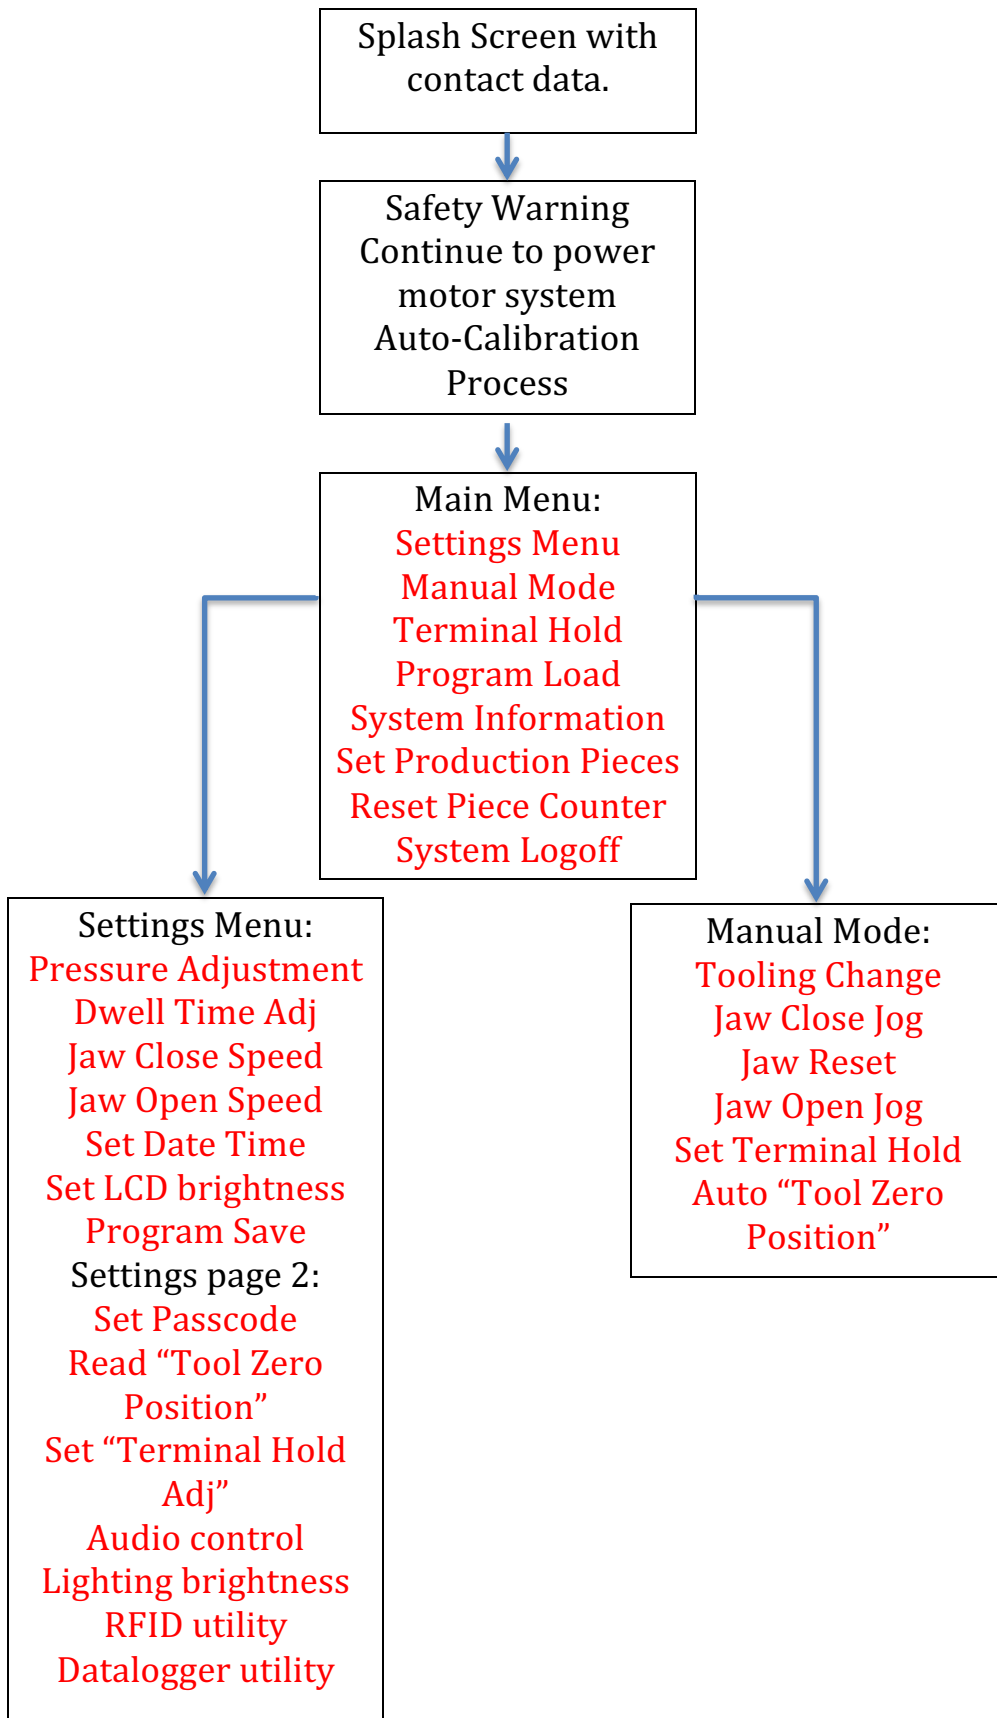 Splash Screen with
contact data.
Safety Warning
Continue to power
motor system
Auto-Calibration
Process
Main Menu:
Settings Menu
Manual Mode
Terminal Hold
Program Load
System Information
Set Production Pieces
Reset Piece Counter
System Logoff
Settings Menu:
Pressure Adjustment
Dwell Time Adj
Jaw Close Speed
Jaw Open Speed
Set Date Time
Set LCD brightness
Program Save
Settings page 2:
Set Passcode
Read “Tool Zero
Position”
Set “Terminal Hold
Adj”
Audio control
Lighting brightness
RFID utility
Datalogger utility
Manual Mode:
Tooling Change
Jaw Close Jog
Jaw Reset
Jaw Open Jog
Set Terminal Hold
Auto “Tool Zero
Position”